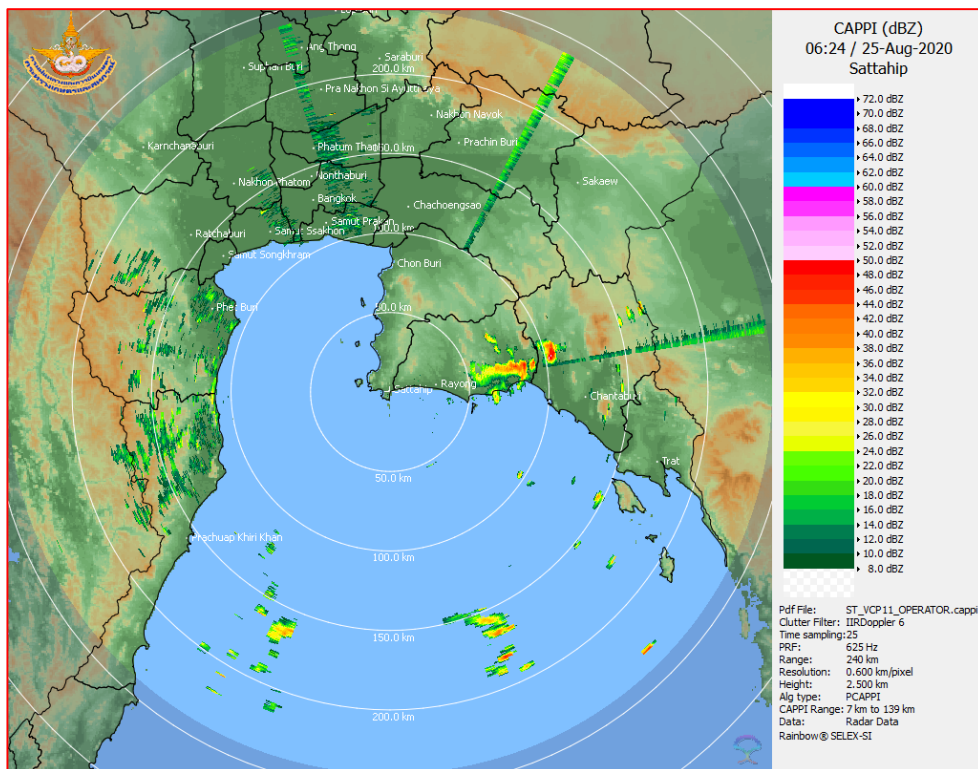 CAPPI (dBZ)
06:24 / 25-Aug-2020
Sattahip
72.0 dBZ
70.0 dBZ
68.0 dBZ
66.0 dBZ
64.0 dBZ
62.0 dBZ
60.0 dBZ
58.0 dBZ
56.0 dBZ
54.0 dBZ
52.0 dBZ
50.0 dBZ
48.0 dBZ
46.0 dBZ
44.0 dBZ
42.0 dBZ
40.0 dBZ
38.0 dBZ
36.0 dBZ
34.0 dBZ
32.0 dBZ
30.0 dBZ
28.0 dBZ
26.0 dBZ
24.0 dBZ
22.0 dBZ
20.0 dBZ
18.0 dBZ
16.0 dBZ
14.0 dBZ
12.0 dBZ
10.0 dBZ
8.0 dBZ
Pdf File: ST_VCP11_OPERATOR.cappi
Clutter Filter: IIRDoppler 6
Time sampling:25
PRF: 625 Hz
Range: 240 km
Resolution: 0.600 km/pixel
Height: 2.500 km
Alg type: PCAPPI
CAPPI Range: 7 km to 139 km
Data: Radar Data
Rainbow® SELEX-SI
Ang Thong
Saraburi
Suphan Buri
200.0 km
Pra Nakhon Si Ayutthaya
Nakhon Nayok
Karnchanaburi
Phatum Thani
150.0 km
Prachin Buri
Nakhon Phatom
Nonthaburi
Sakaew
Bangkok
Chachoengsao
Samut Prakan
Ratchaburi
Samut Ssakhon
100.0 km
Samut Songkhram
Chon Buri
Phet Buri
50.0 km
Sattahip
Rayong
Chantaburi
Trat
50.0 km
Prachuap Khiri Khan
100.0 km
150.0 km
200.0 km